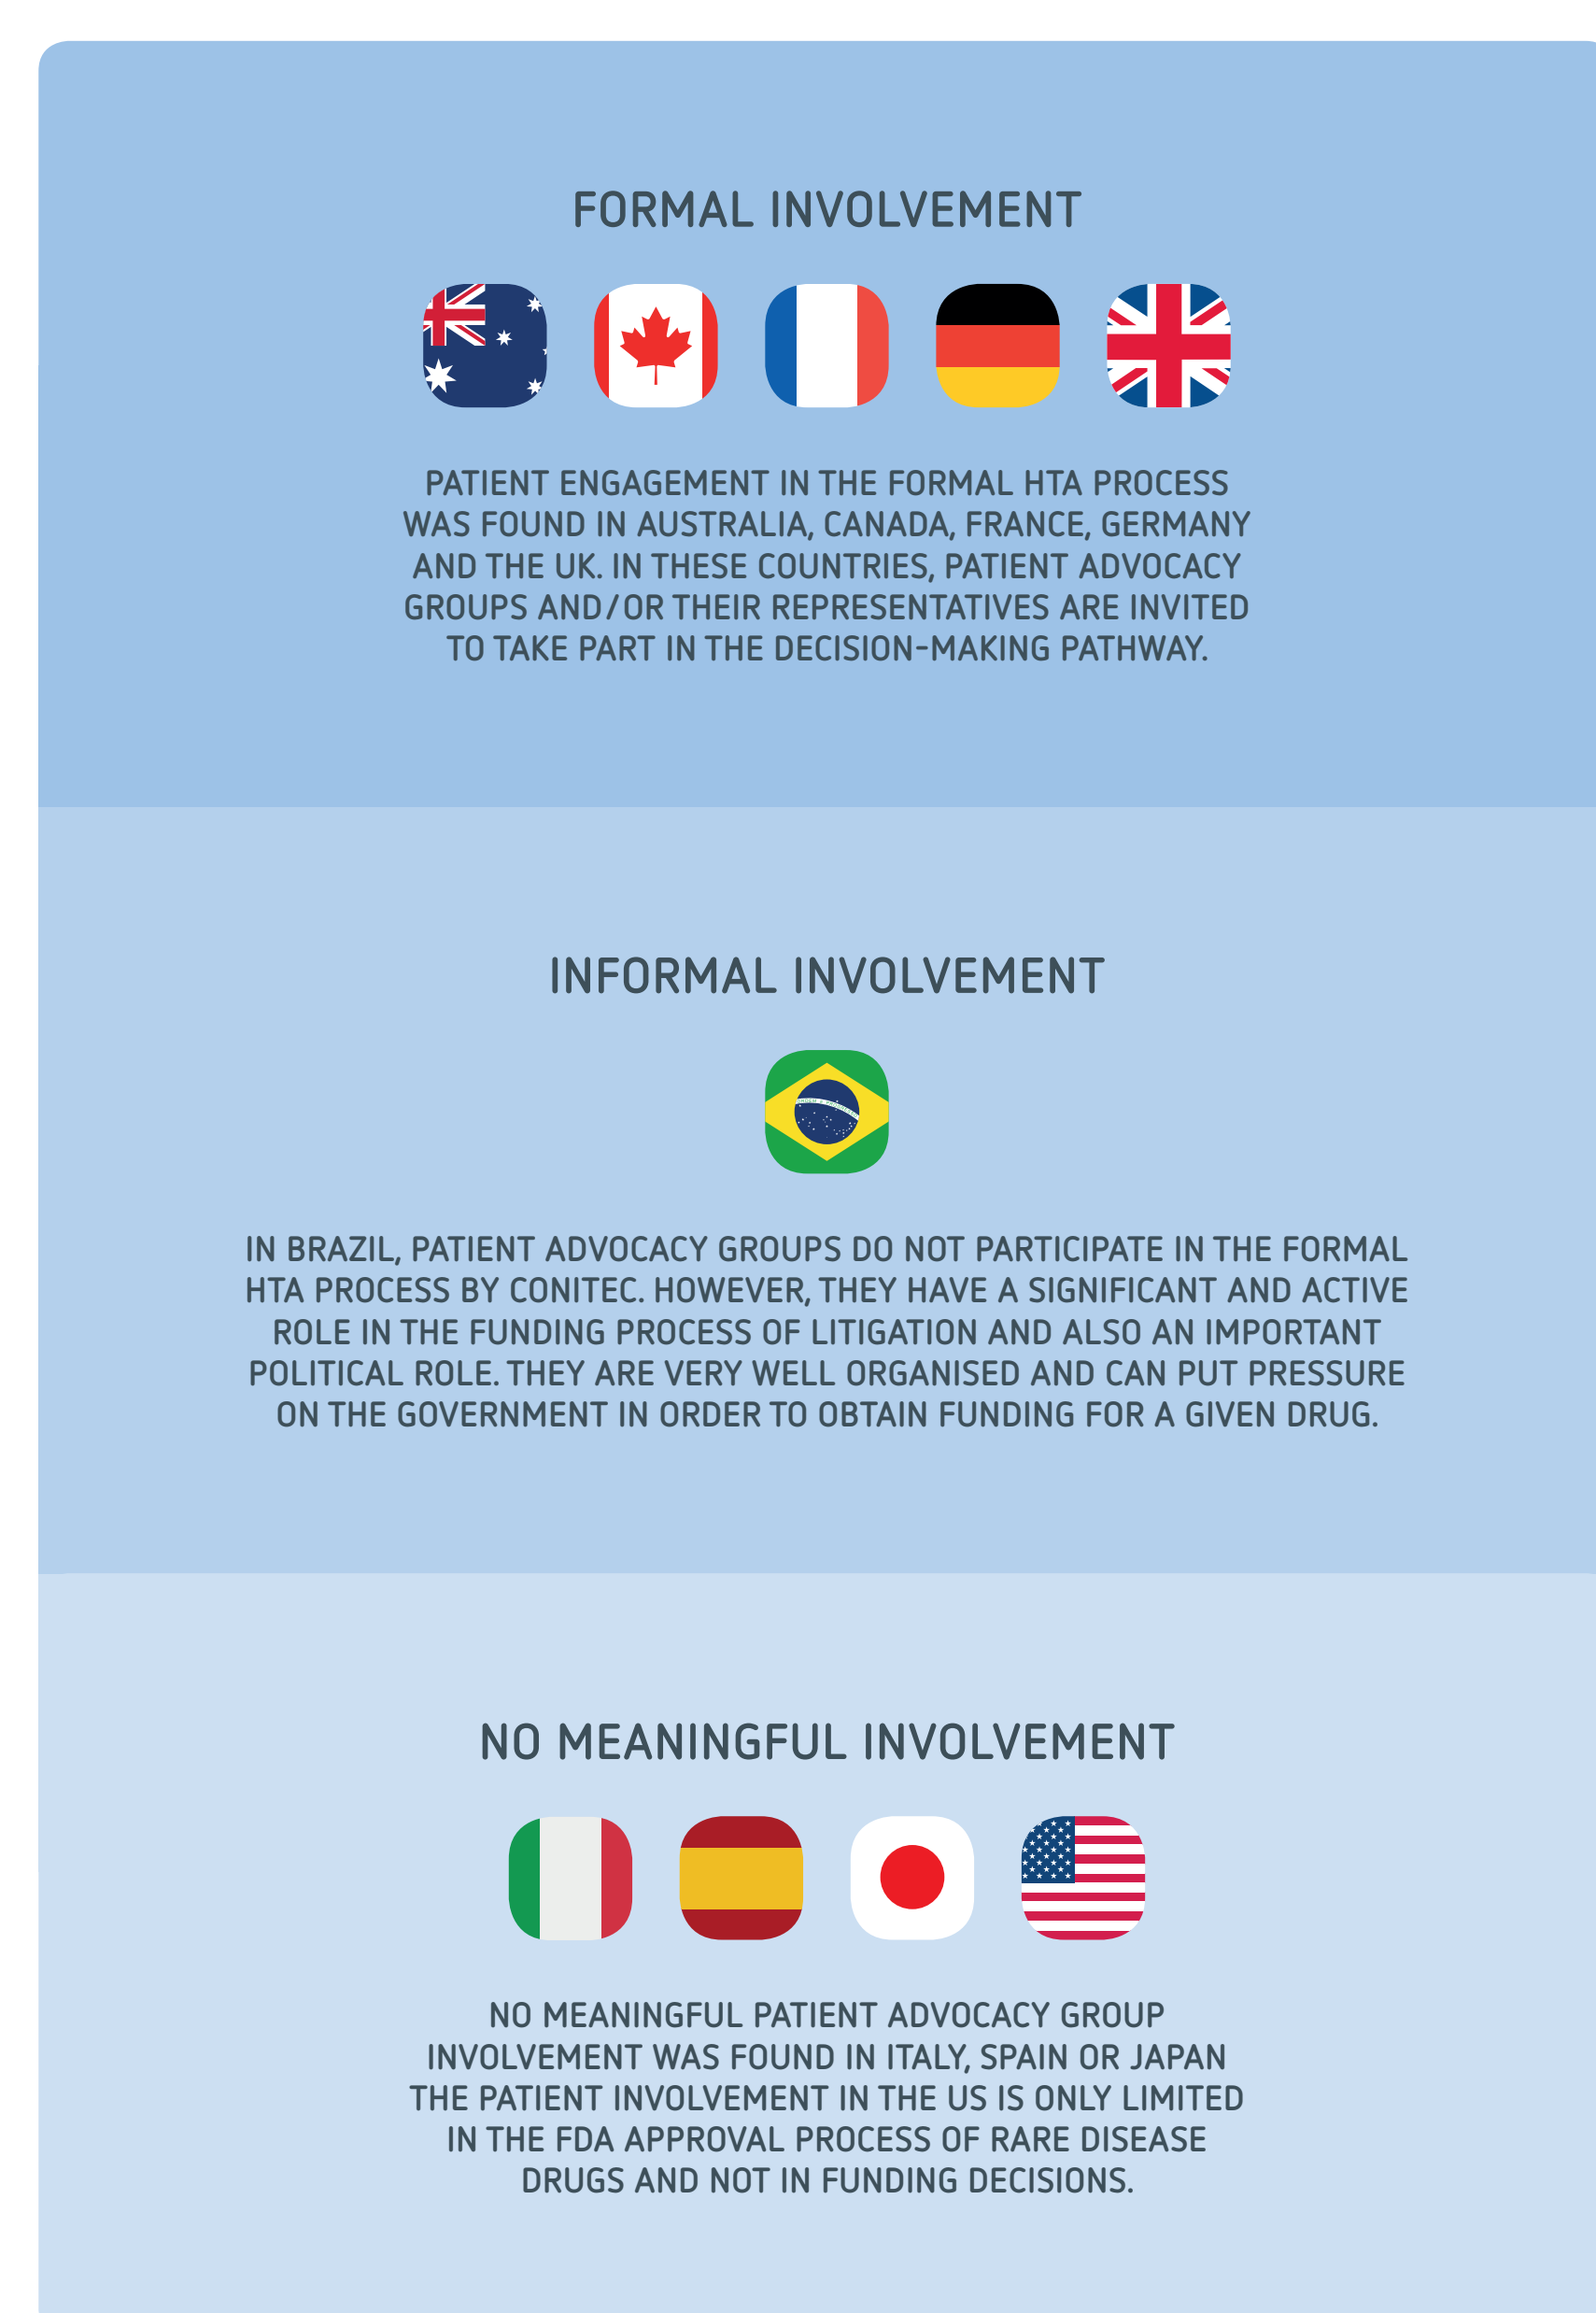 FORMAL INVOLVEMENT
PATIENT ENGAGEMENT IN THE FORMAL HTA PROCESS
WAS FOUND IN AUSTRALIA, CANADA, FRANCE, GERMANY
AND THE UK. IN THESE COUNTRIES, PATIENT ADVOCACY
GROUPS AND/OR THEIR REPRESENTATIVES ARE INVITED
TO TAKE PART IN THE DECISION-MAKING PATHWAY.
INFORMAL INVOLVEMENT
IN BRAZIL, PATIENT ADVOCACY GROUPS DO NOT PARTICIPATE IN THE FORMAL
HTA PROCESS BY CONITEC. HOWEVER, THEY HAVE A SIGNIFICANT AND ACTIVE
ROLE IN THE FUNDING PROCESS OF LITIGATION AND ALSO AN IMPORTANT
POLITICAL ROLE. THEY ARE VERY WELL ORGANISED AND CAN PUT PRESSURE
ON THE GOVERNMENT IN ORDER TO OBTAIN FUNDING FOR A GIVEN DRUG.
NO MEANINGFUL INVOLVEMENT
NO MEANINGFUL PATIENT ADVOCACY GROUP
INVOLVEMENT WAS FOUND IN ITALY, SPAIN OR JAPAN
THE PATIENT INVOLVEMENT IN THE US IS ONLY LIMITED
IN THE FDA APPROVAL PROCESS OF RARE DISEASE
DRUGS AND NOT IN FUNDING DECISIONS.